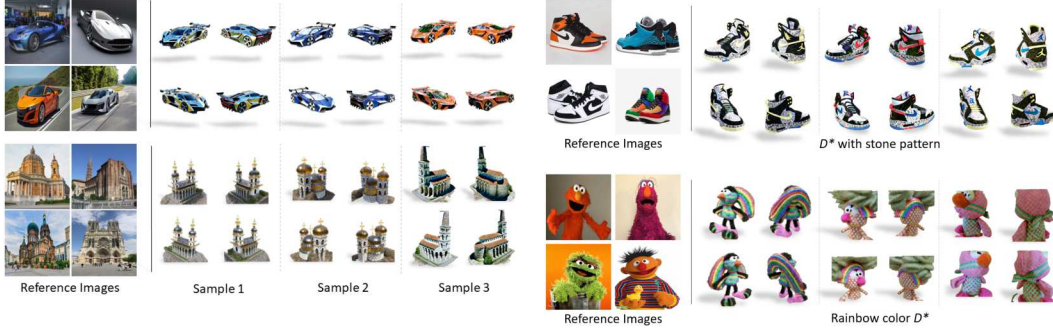 Reference Images
Sample 1
Sample 2
Sample 3
Reference Images
D* with stone pattern
Reference Images
Rainbow color D*